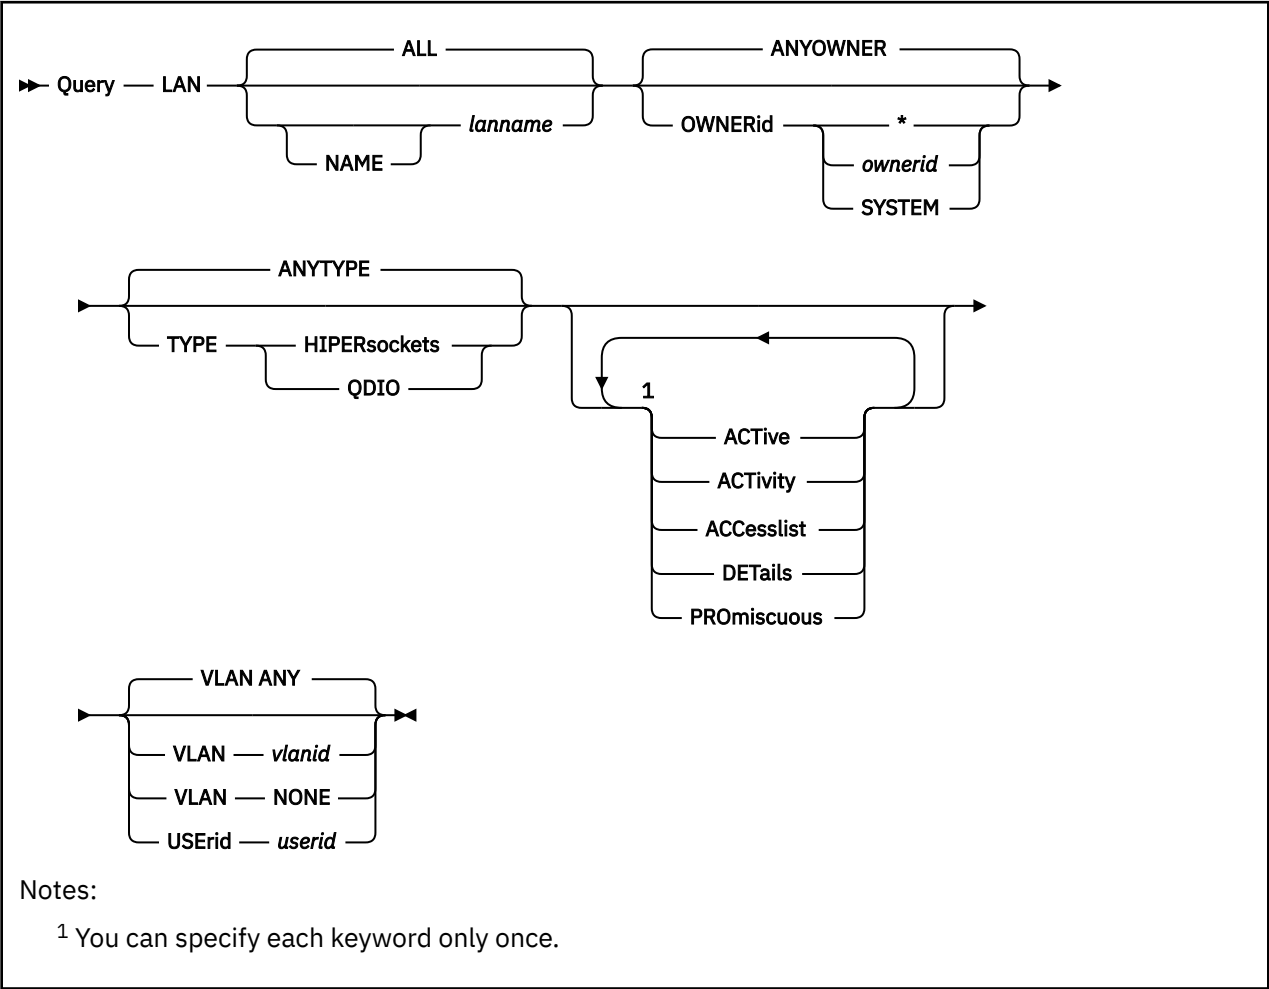 ALL ANYOWNER
Query LAN
lanname OWNERid *
NAME ownerid
SYSTEM
ANYTYPE
TYPE HIPERsockets
QDIO
1
ACTive
ACTivity
ACCesslist
DETails
PROmiscuous
VLAN ANY
VLAN vlanid
VLAN NONE
USErid userid
Notes:
1 You can specify each keyword only once.